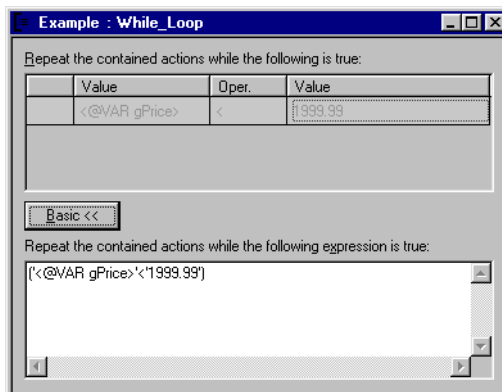 Example : While_Loop
Repeat the contained actions while the following is true:
Value Oper. Value
<@VAR gPrice> < 1999.99
Basic <<
Repeat the contained actions while the following expression is true:
('<@VAR gPrice>'<'1999.99')